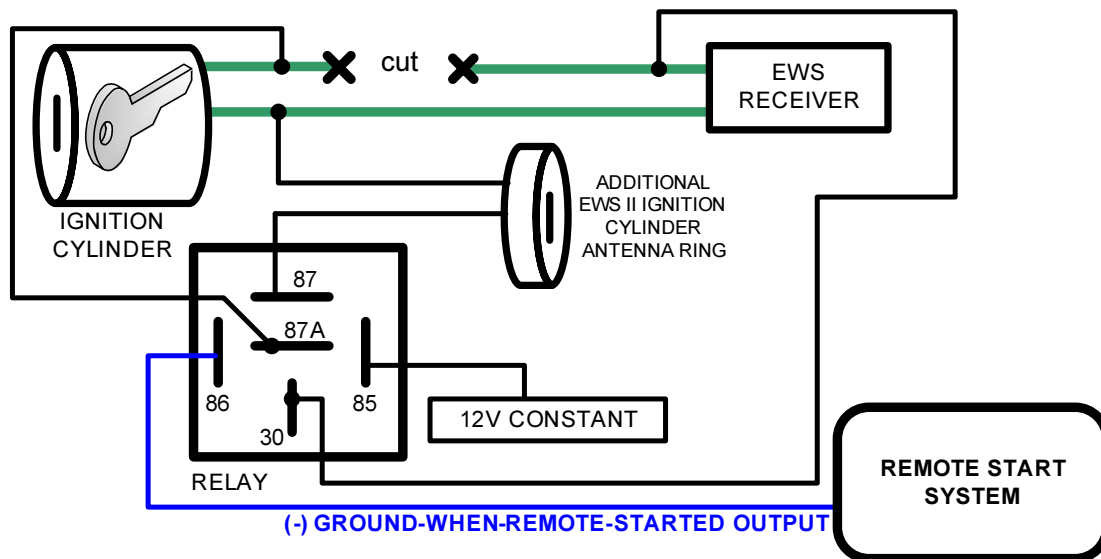 cut
EWS
RECEIVER
IGNITION
CYLINDER
ADDITIONAL
EWS II IGNITION
CYLINDER
ANTENNA RING
87
87A
86
85
30
12V CONSTANT
RELAY
REMOTE START
SYSTEM
(-) GROUND-WHEN-REMOTE-STARTED OUTPUT